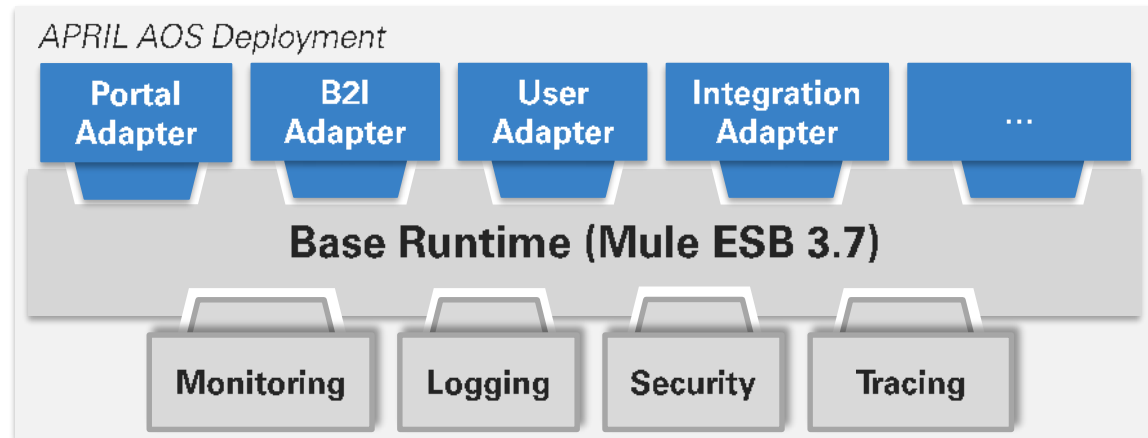 APRIL AOS Deployment
Portal
Adapter
B2I
Adapter
User
Adapter
Integration
Adapter
...
Base Runtime (Mule ESB 3.7)
Monitoring
Logging
Security
Tracing